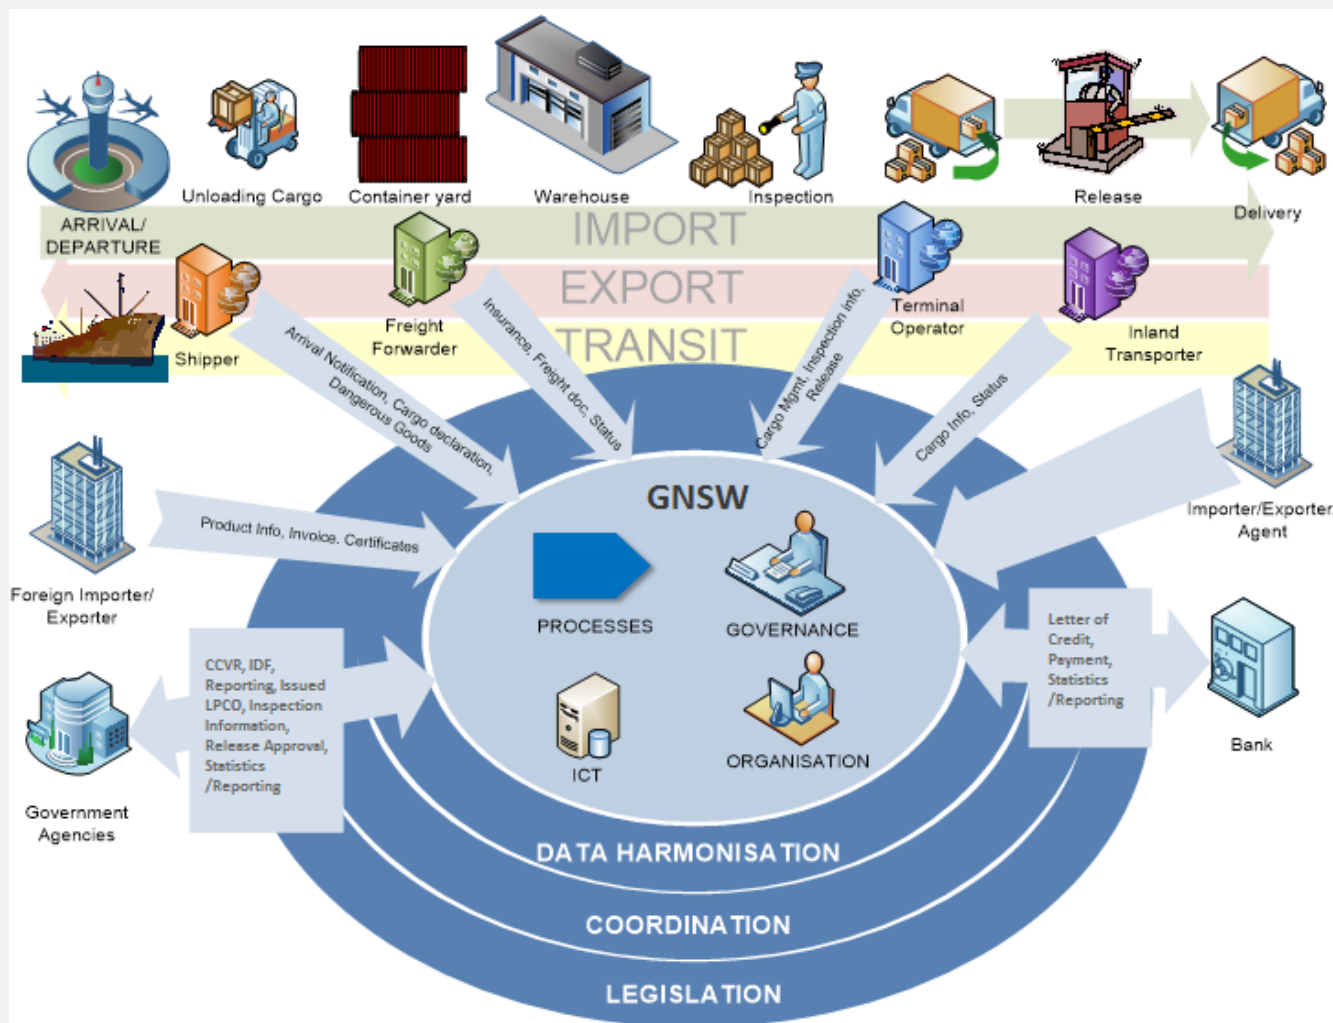 Unloading Cargo
Container yard
Warehouse
Inspection
Release
Delivery
ARRIVAL/
DEPARTURE
IMPORT
EXPORT
TRANSIT
Shipper
Freight
Forwarder
Terminal
Operator
Inland
Transporter
Arrival Notification, Cargo declaration,
Dangerous Goods
Insurance, Freight doc, Status
Cargo Mgmt, Inspection info,
Release
Cargo Info, Status
Importer/Exporter/
Agent
Product Info, Invoice. Certificates
Foreign Importer/
Exporter
GNSW
PROCESSES
GOVERNANCE
ICT
ORGANISATION
CCVR, IDF,
Reporting, Issued
LPCO, Inspection
Information,
Release Approval,
Statistics
/Reporting
Government
Agencies
Letter of
Credit,
Payment,
Statistics
/Reporting
Bank
DATA HARMONISATION
COORDINATION
LEGISLATION